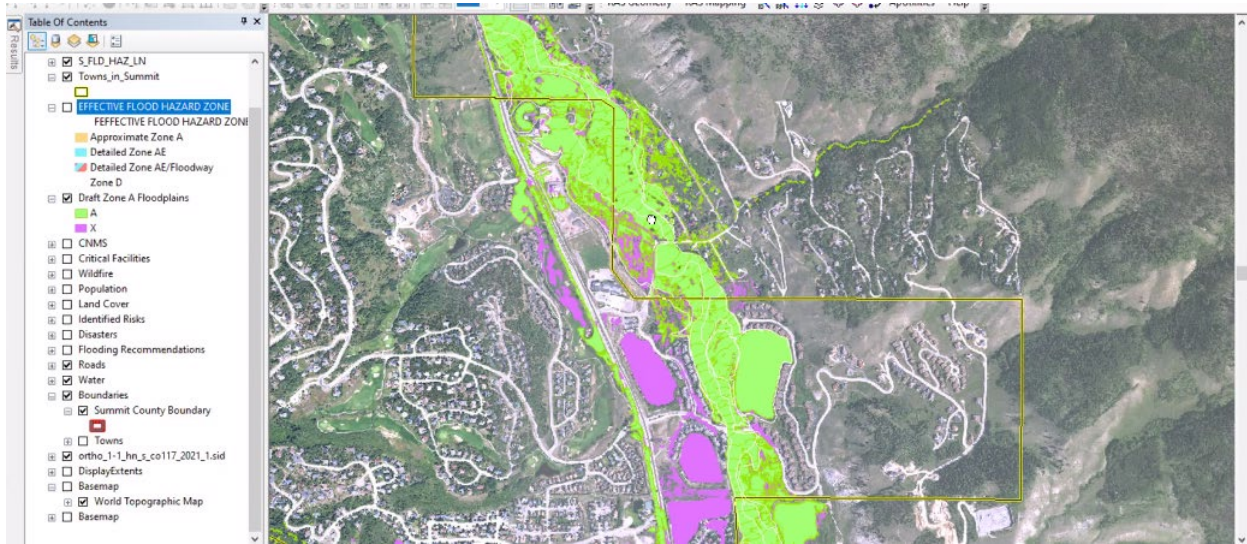 RAS Geometry RAS Mapping ApUtilities Help
Table Of Contents
Results
S_FLD_HAZ_LN
Towns_in_Summit
EFFECTIVE FLOOD HAZARD ZONE
FEFFECTIVE FLOOD HAZARD ZONE
Approximate Zone A
Detailed Zone AE
Detailed Zone AE/Floodway
Zone D
Draft Zone A Floodplains
A
X
CNMS
Critical Facilities
Wildfire
Population
Land Cover
Identified Risks
Disasters
Flooding Recommendations
Roads
Water
Boundaries
Summit County Boundary
Towns
ortho_1-1_hn_s_co117_2021_1.sid
DisplayExtents
Basemap
World Topographic Map
Basemap